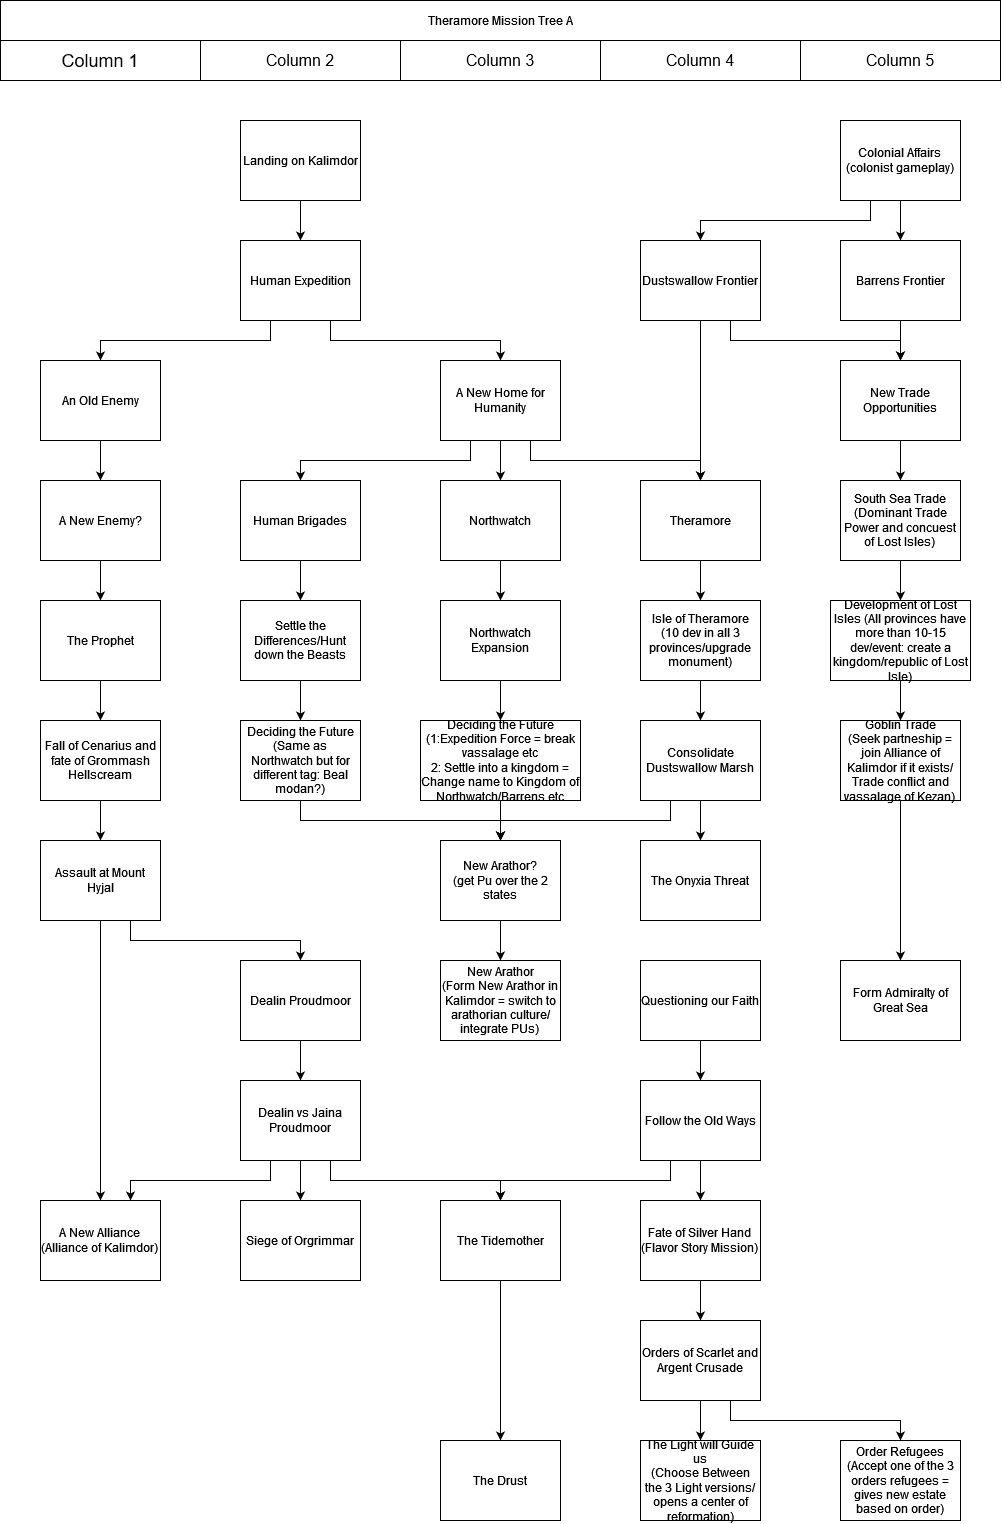 Theramore Mission Tree A
Column 1
Column 2
Column 3
Column 4
Column 5
Landing on Kalimdor
Colonial Affairs
(colonist gameplay)
Human Expedition
Dustswallow Frontier
Barrens Frontier
An Old Enemy
A New Home for
Humanity
New Trade
Opportunities
A New Enemy?
Human Brigades
Northwatch
Theramore
South Sea Trade
(Dominant Trade
Power and concuest
of Lost Isles)
The Prophet
Settle the
Differences/Hunt
down the Beasts
Northwatch
Expansion
Isle of Theramore
(10 dev in all 3
provinces/upgrade
monument)
Development of Lost
Isles (All provinces have
more than 10-15
dev/event: create a
kingdom/republic of Lost
Isle)
Fall of Cenarius and
fate of Grommash
Hellscream
Deciding the Future
(Same as
Northwatch but for
different tag: Beal
modan?)
Deciding the Future
(1:Expedition Force = break
vassalage etc
2: Settle into a kingdom =
Change name to Kingdom of
Northwatch/Barrens etc
Consolidate
Dustswallow Marsh
Goblin Trade
(Seek partneship =
join Alliance of
Kalimdor if it exists/
Trade conflict and
vassalage of Kezan)
Assault at Mount
Hyjal
New Arathor?
(get Pu over the 2
states
The Onyxia Threat
Dealin Proudmoor
New Arathor
(Form New Arathor in
Kalimdor = switch to
arathorian culture/
integrate PUs)
Questioning our Faith
Form Admiralty of
Great Sea
Dealin vs Jaina
Proudmoor
Follow the Old Ways
A New Alliance
(Alliance of Kalimdor)
Siege of Orgrimmar
The Tidemother
Fate of Silver Hand
(Flavor Story Mission)
Orders of Scarlet and
Argent Crusade
The Drust
The Light will Guide
us
(Choose Between
the 3 Light versions/
opens a center of
reformation)
Order Refugees
(Accept one of the 3
orders refugees =
gives new estate
based on order)